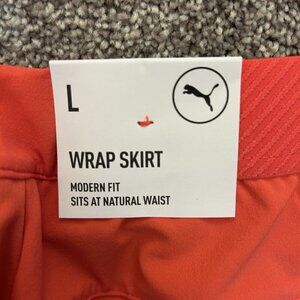 L
WRAP SKIRT
MODERN FIT
SITS AT NATURAL WAIST